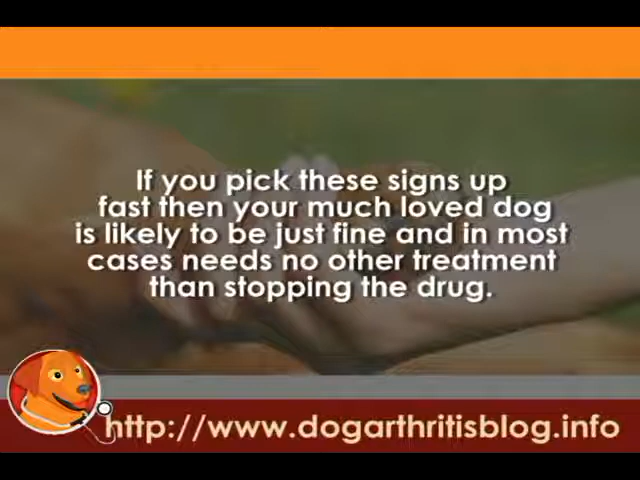 If you pick these signs up
fast then your much loved dog
is likely to be just fine and in most
cases needs no other treatment
than stopping the drug.
http://www.dogarthritisblog.info